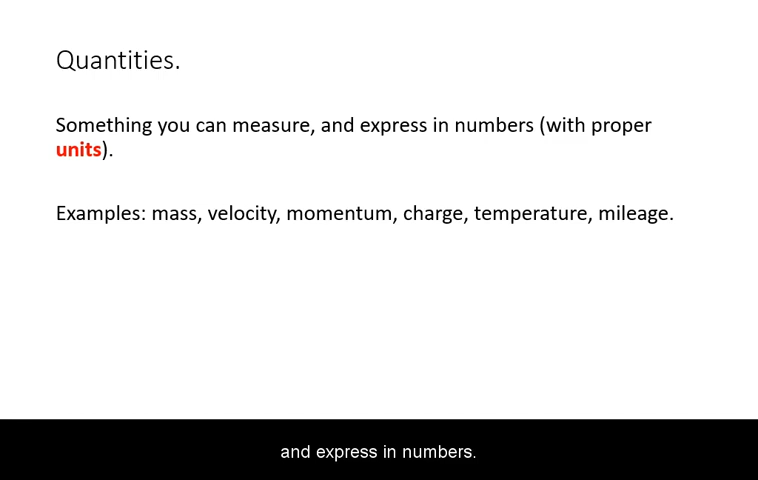 Quantities.
Something you can measure, and express in numbers (with proper
units).
Examples: mass, velocity, momentum, charge, temperature, mileage.
and express in numbers.